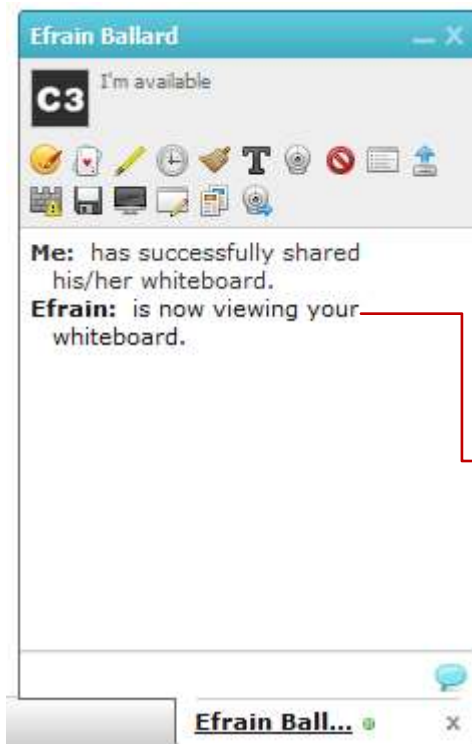 Efrain Ballard
C3
I'm available
Me: has successfully shared
his/her whiteboard.
Efrain: is now viewing your
whiteboard.
Efrain Ball...